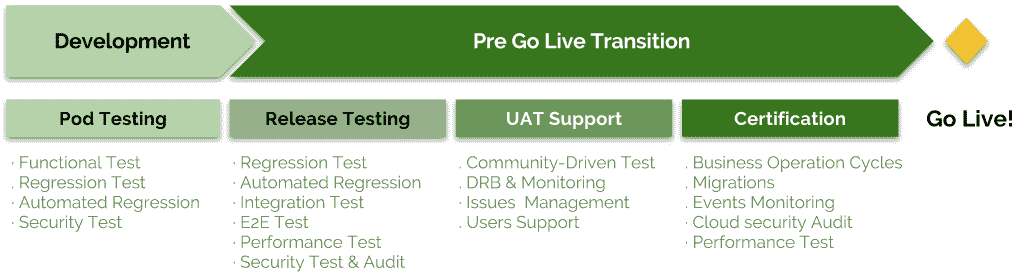 Development
Pre Go Live Transition
Pod Testing
· Functional Test
. Regression Test
· Automated Regression
· Security Test
Release Testing
· Regression Test
· Automated Regression
· Integration Test
· E2E Test
· Performance Test
· Security Test & Audit
UAT Support
. Community-Driven Test
. DRB & Monitoring
· Issues Management
. Users Support
Certification
. Business Operation Cycles
. Migrations
. Events Monitoring
· Cloud security Audit
· Performance Test
Go Live!